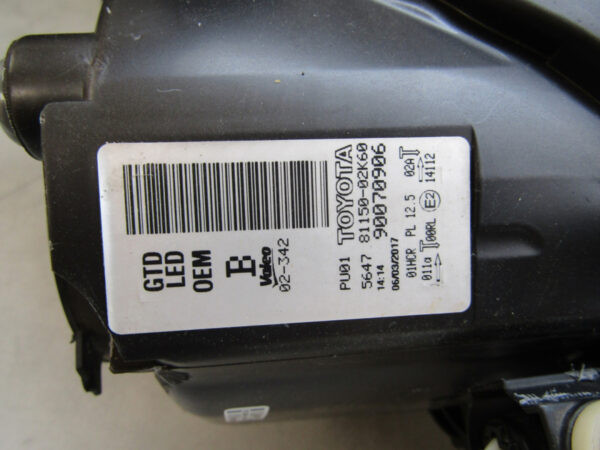 GTD
LED
OEM
B
Valeo
02-342
PU01 TOYOTA
5647 81150-02K60
14:14 90070906
06/03/2017
01HCR PL 12.5 02A
011a 00RL E2 14112